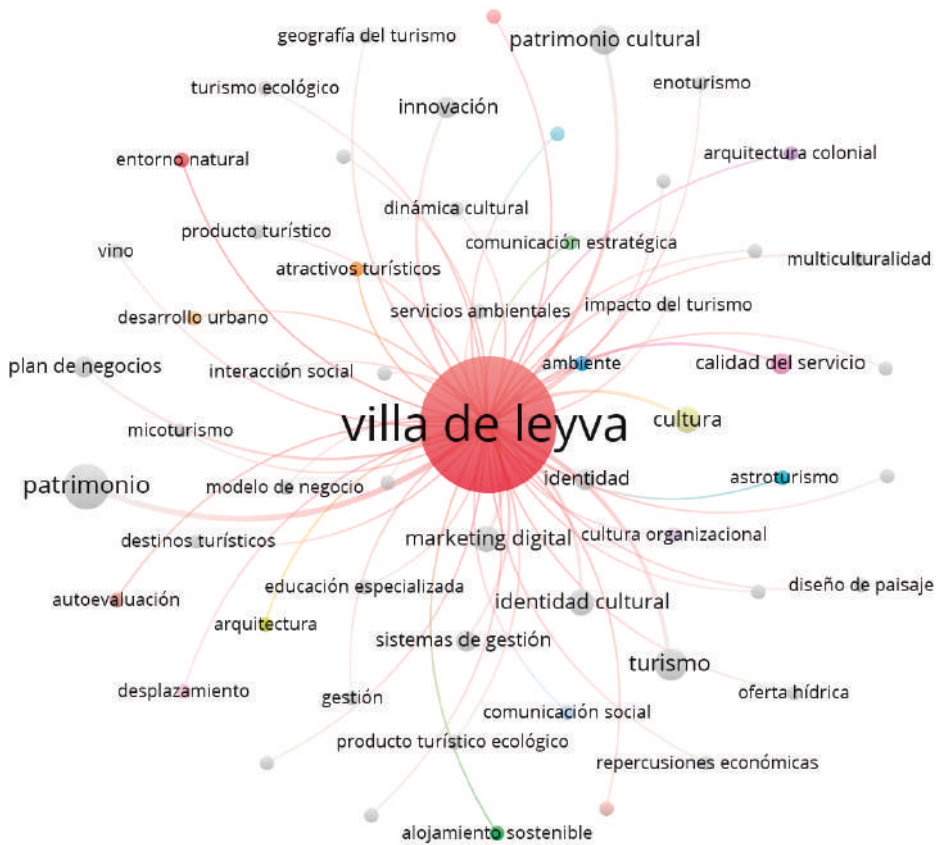 geografía del turismo
patrimonio cultural
turismo ecológico
enoturismo
innovación
entorno natural
arquitectura colonial
dinámica cultural
producto turístico
comunicación estratégica
vino
multiculturalidad
atractivos turísticos
servicios ambientales
impacto del turismo
desarrollo urbano
plan de negocios
interacción social
ambiente
calidad del servicio
villa de leyva
cultura
micoturismo
patrimonio
modelo de negocio
identidad
astroturismo
destinos turísticos
marketing digital
cultura organizacional
educación especializada
diseño de paisaje
autoevaluación
identidad cultural
arquitectura
sistemas de gestión
turismo
desplazamiento
gestión
oferta hídrica
comunicación social
producto turístico ecológico
repercusiones económicas
alojamiento sostenible